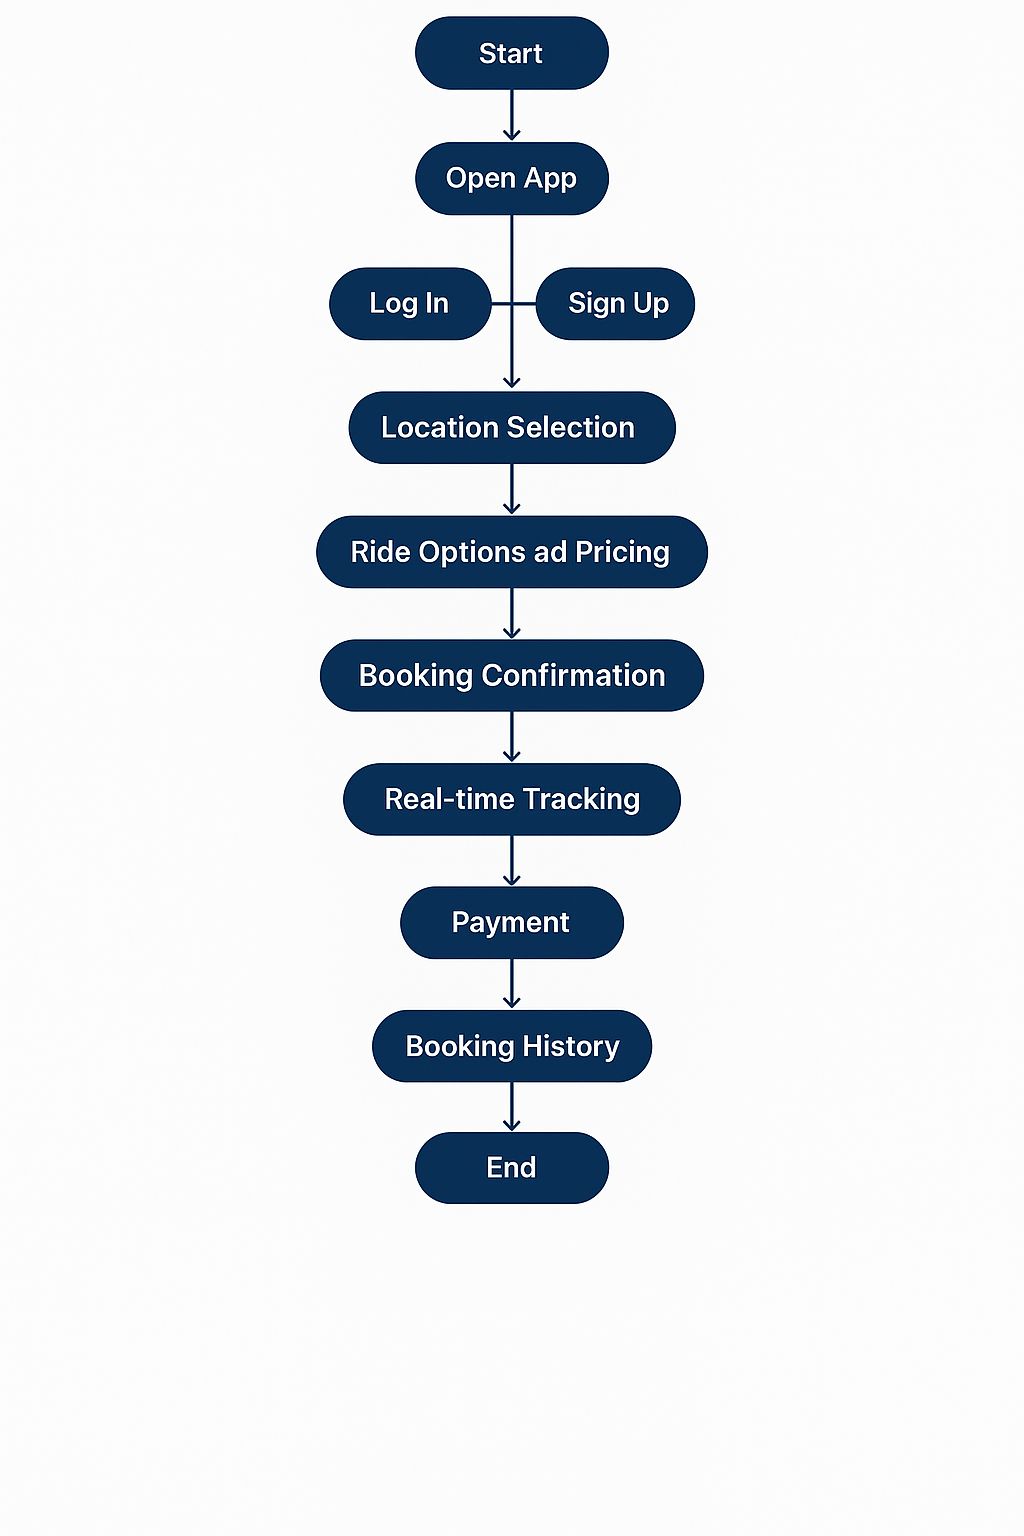 Start
Open App
Log In
Sign Up
Location Selection
Ride Options ad Pricing
Booking Confirmation
Real-time Tracking
Payment
Booking History
End